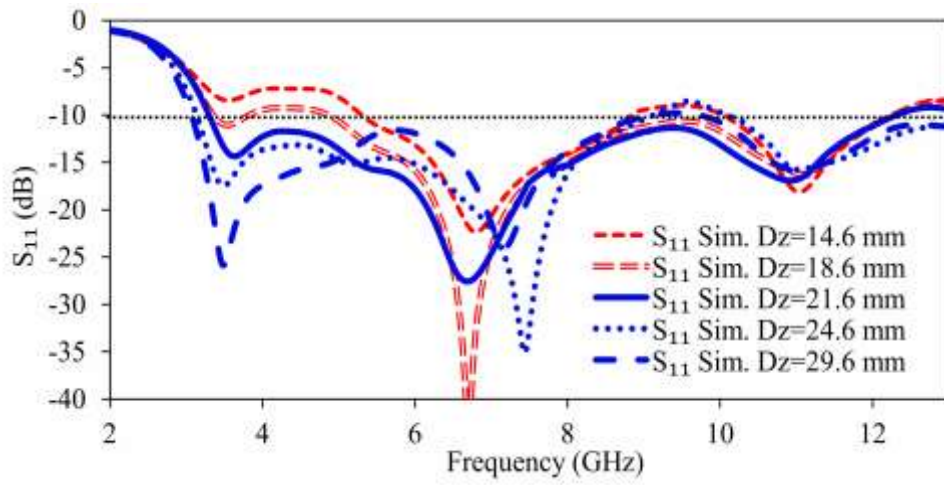 0
-5
-10
-15
-20
-25
-30
-35
-40
S₁₁ (dB)
S₁₁ Sim. Dz=14.6 mm
S₁₁ Sim. Dz=18.6 mm
S₁₁ Sim. Dz=21.6 mm
S₁₁ Sim. Dz=24.6 mm
S₁₁ Sim. Dz=29.6 mm
2 4 6 8 10 12
Frequency (GHz)